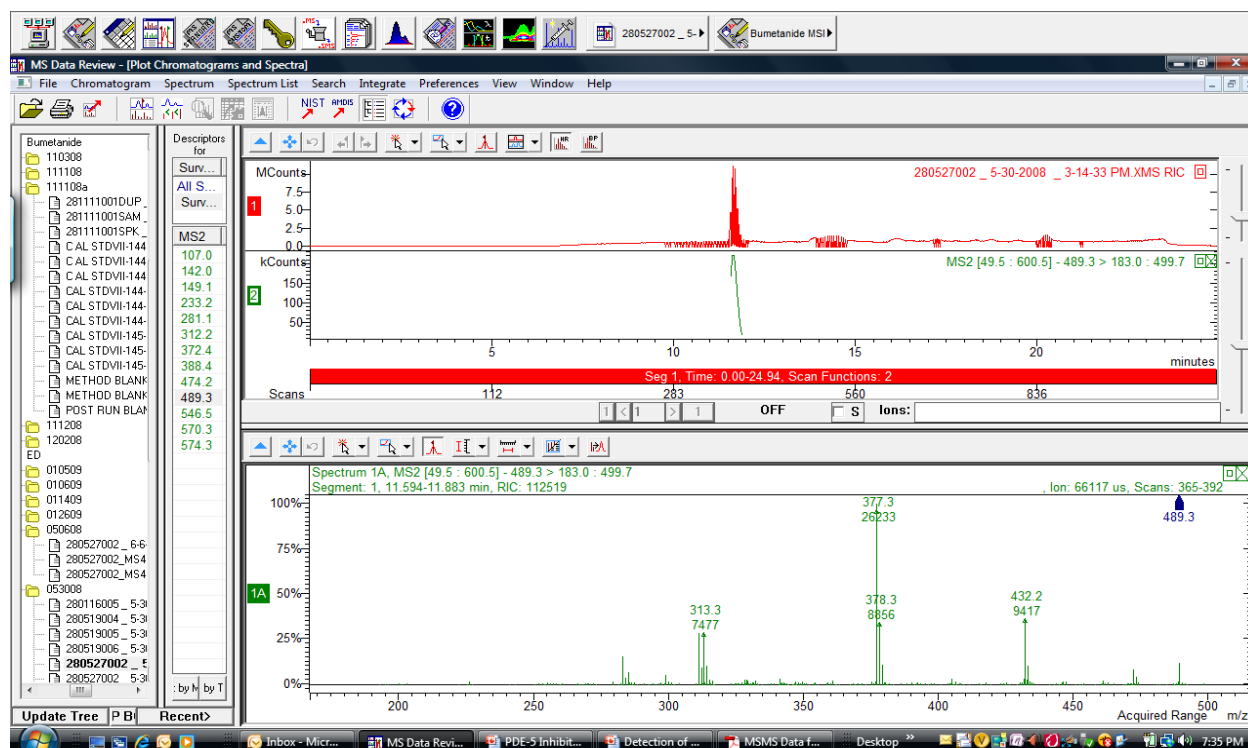 280527002 _ 5-
Bumetanide MSI
MS Data Review - [Plot Chromatograms and Spectra]
File Chromatogram Spectrum Spectrum List Search Integrate Preferences View Window Help
NIST AMDIS
Bumetanide
110308
111108
111108a
281111001DUP _
281111001SAM _
281111001SPK _
CAL STDVII-144
CAL STDVII-144
CAL STDVII-144
CAL STDVII-144-
CAL STDVII-144-
CAL STDVII-144-
CAL STDVII-145-
CAL STDVII-145-
CAL STDVII-145-
METHOD BLANK
METHOD BLANK
POST RUN BLAN
111208
120208
ED
010509
010609
011409
012609
050608
280527002 _ 6-6-
280527002_MS4
280527002_MS4
053008
280116005 _ 5-3
280519004 _ 5-3
280519005 _ 5-3
280519006 _ 5-3
280527002 _ 5
280527002 5-3
Update Tree P B Recent>
Descriptors
for
Surv...
All S...
Surv...
MS2
107.0
142.0
149.1
233.2
281.1
312.2
372.4
388.4
474.2
489.3
546.5
570.3
574.3
: by M by T
MCounts
280527002 _ 5-30-2008 _ 3-14-33 PM.XMS RIC
7.5
5.0
2.5
0.0
1
kCounts
MS2 [49.5 : 600.5] - 489.3 > 183.0 : 499.7
150
100
50
2
5 10 15 20
minutes
Seg 1, Time: 0.00-24.94, Scan Functions: 2
Scans 112 283 560 836
1 < 1 > 1 OFF S Ions:
Spectrum 1A, MS2 [49.5 : 600.5] - 489.3 > 183.0 : 499.7
Segment: 1, 11.594-11.883 min, RIC: 112519
, Ion: 66117 us, Scans: 365-392
100%
75%
50%
25%
0%
1A
377.3
26233
489.3
378.3
8856
432.2
9417
313.3
7477
200 250 300 350 400 450 500
Acquired Range m/z
Inbox - Micr... MS Data Revi... PDE-5 Inhibit... Detection of ... MSMS Data f... Desktop » 7:35 PM